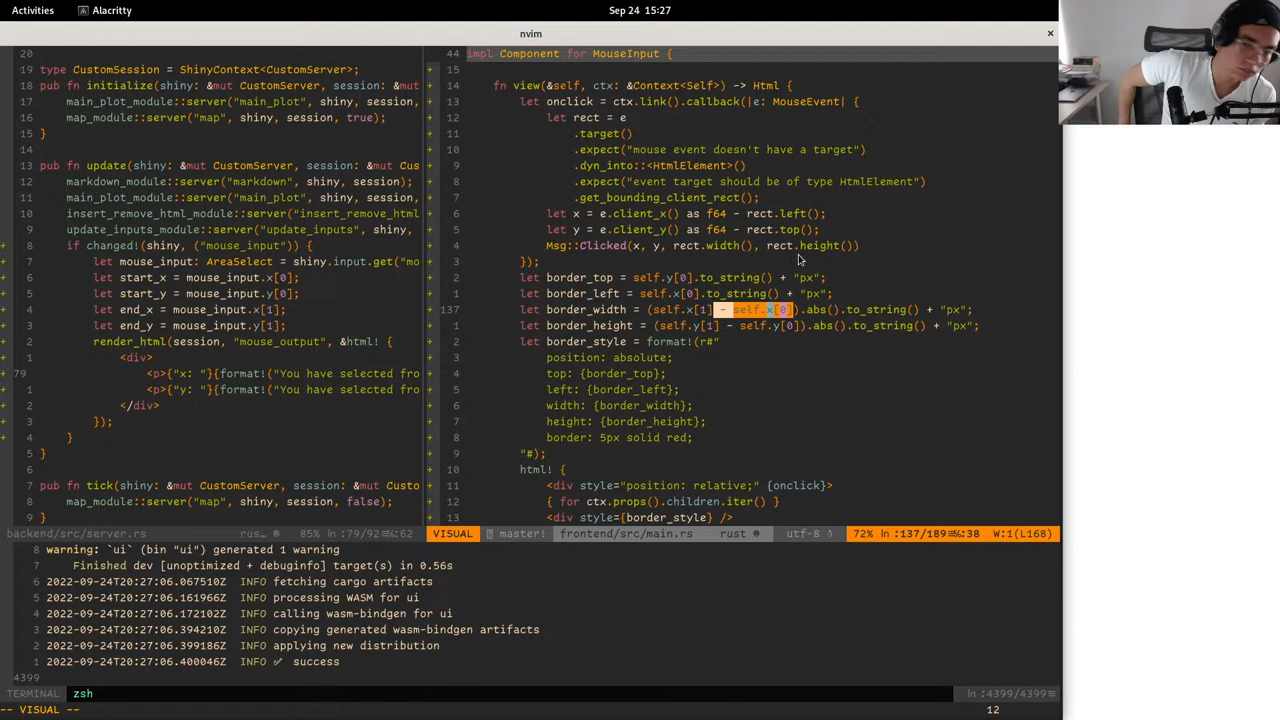 Activities
Alacritty
Sep 24 15:27
nvim
×
20
19 type CustomSession = ShinyContext<CustomServer>;
18 pub fn initialize(shiny: &mut CustomServer, session: &mut
17 main_plot_module::server("main_plot", shiny, session,
16 map_module::server("map", shiny, session, true);
15 }
14
13 pub fn update(shiny: &mut CustomServer, session: &mut Cus
12 markdown_module::server("markdown", shiny, session);
11 main_plot_module::server("main_plot", shiny, session,
10 insert_remove_html_module::server("insert_remove_html
9 update_inputs_module::server("update_inputs", shiny,
+ 8 if changed!(shiny, ("mouse_input")) {
+ 7 let mouse_input: AreaSelect = shiny.input.get("mo
+ 6 let start_x = mouse_input.x[0];
+ 5 let start_y = mouse_input.y[0];
+ 4 let end_x = mouse_input.x[1];
+ 3 let end_y = mouse_input.y[1];
+ 2 render_html(session, "mouse_output", &html! {
+ 1 <div>
+ 79 <p>{"x: "}{format!("You have selected fro
+ 1 <p>{"y: "}{format!("You have selected fro
+ 2 </div>
+ 3 });
+ 4 }
5 }
6
7 pub fn tick(shiny: &mut CustomServer, session: &mut Custo
8 map_module::server("map", shiny, session, false);
9 }
backend/src/server.rs rus… 85% ln:79/92 :62
44 impl Component for MouseInput {
+ 15
+ 14 fn view(&self, ctx: &Context<Self>) -> Html {
+ 13 let onclick = ctx.link().callback(|e: MouseEvent| {
+ 12 let rect = e
+ 11 .target()
+ 10 .expect("mouse event doesn't have a target")
+ 9 .dyn_into::<HtmlElement>()
+ 8 .expect("event target should be of type HtmlElement")
+ 7 .get_bounding_client_rect();
+ 6 let x = e.client_x() as f64 - rect.left();
+ 5 let y = e.client_y() as f64 - rect.top();
+ 4 Msg::Clicked(x, y, rect.width(), rect.height())
+ 3 });
+ 2 let border_top = self.y[0].to_string() + "px";
+ 1 let border_left = self.x[0].to_string() + "px";
+ 137 let border_width = (self.x[1] - self.x[0]).abs().to_string() + "px";
+ 1 let border_height = (self.y[1] - self.y[0]).abs().to_string() + "px";
+ 2 let border_style = format!(r#"
+ 3 position: absolute;
+ 4 top: {border_top};
+ 5 left: {border_left};
+ 6 width: {border_width};
+ 7 height: {border_height};
+ 8 border: 5px solid red;
+ 9 "#);
+ 10 html! {
+ 11 <div style="position: relative;" {onclick}>
+ 12 { for ctx.props().children.iter() }
+ 13 <div style={border_style} />
VISUAL master! frontend/src/main.rs rust utf-8 72% ln:137/189 :38 W:1(L168)
8 warning: `ui` (bin "ui") generated 1 warning
7 Finished dev [unoptimized + debuginfo] target(s) in 0.56s
6 2022-09-24T20:27:06.067510Z INFO fetching cargo artifacts
5 2022-09-24T20:27:06.161966Z INFO processing WASM for ui
4 2022-09-24T20:27:06.172102Z INFO calling wasm-bindgen for ui
3 2022-09-24T20:27:06.394210Z INFO copying generated wasm-bindgen artifacts
2 2022-09-24T20:27:06.399186Z INFO applying new distribution
1 2022-09-24T20:27:06.400046Z INFO ✅ success
4399
TERMINAL zsh ln:4399/4399
-- VISUAL -- 12